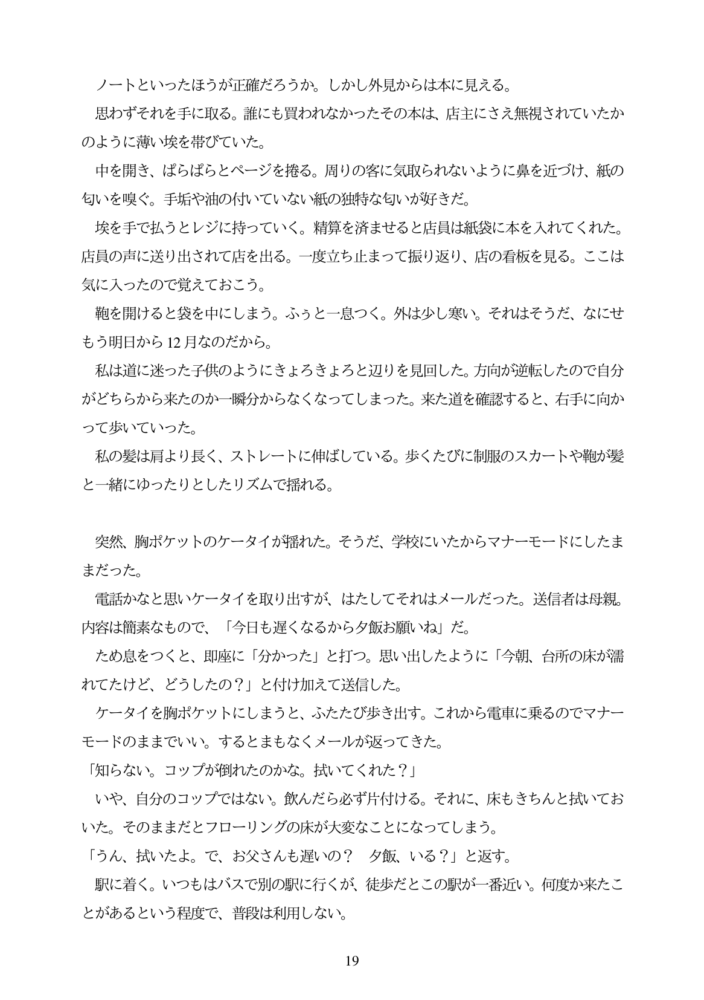 ノートといったほうが正確だろうか。しかし外見からは本に見える。
　思わずそれを手に取る。誰にも買われなかったその本は、店主にさえ無視されていたか
のように薄い埃を帯びていた。
　中を開き、ぱらぱらとページを捲る。周りの客に気取られないように鼻を近づけ、紙の
匂いを嗅ぐ。手垢や油の付いていない紙の独特な匂いが好きだ。
　埃を手で払うとレジに持っていく。精算を済ませると店員は紙袋に本を入れてくれた。
店員の声に送り出されて店を出る。一度立ち止まって振り返り、店の看板を見る。ここは
気に入ったので覚えておこう。
　鞄を開けると袋を中にしまう。ふぅと一息つく。外は少し寒い。それはそうだ、なにせ
もう明日から 12 月なのだから。
　私は道に迷った子供のようにきょろきょろと辺りを見回した。方向が逆転したので自分
がどちらから来たのか一瞬分からなくなってしまった。来た道を確認すると、右手に向か
って歩いていった。
　私の髪は肩より長く、ストレートに伸ばしている。歩くたびに制服のスカートや鞄が髪
と一緒にゆったりとしたリズムで揺れる。
　突然、胸ポケットのケータイが揺れた。そうだ、学校にいたからマナーモードにしたま
まだった。
　電話かなと思いケータイを取り出すが、はたしてそれはメールだった。送信者は母親。
内容は簡素なもので、「今日も遅くなるから夕飯お願いね」だ。
　ため息をつくと、即座に「分かった」と打つ。思い出したように「今朝、台所の床が濡
れてたけど、どうしたの？」と付け加えて送信した。
　ケータイを胸ポケットにしまうと、ふたたび歩き出す。これから電車に乗るのでマナー
モードのままでいい。するとまもなくメールが返ってきた。
「知らない。コップが倒れたのかな。拭いてくれた？」
　いや、自分のコップではない。飲んだら必ず片付ける。それに、床もきちんと拭いてお
いた。そのままだとフローリングの床が大変なことになってしまう。
「うん、拭いたよ。で、お父さんも遅いの？　夕飯、いる？」と返す。
　駅に着く。いつもはバスで別の駅に行くが、徒歩だとこの駅が一番近い。何度か来たこ
とがあるという程度で、普段は利用しない。
19